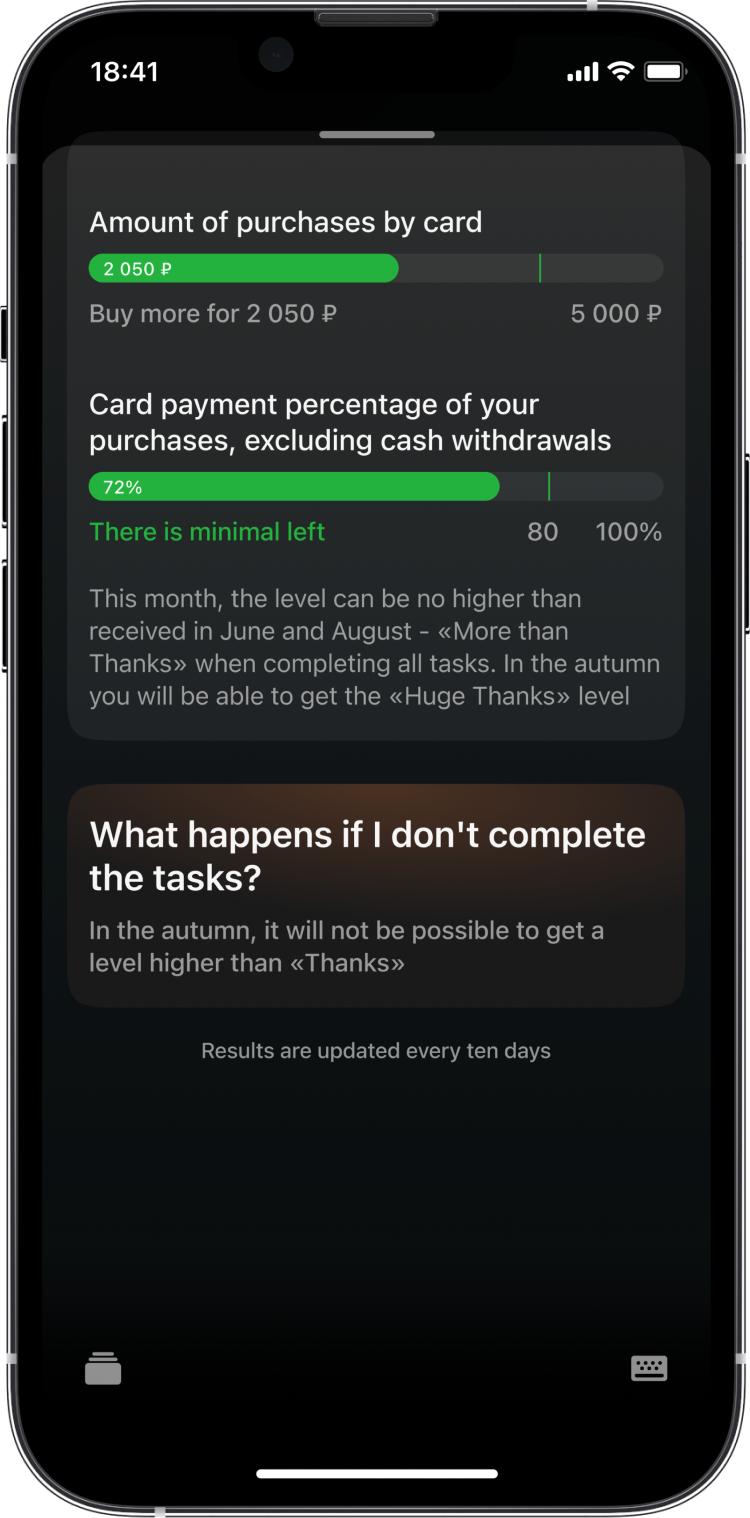 18:41
Amount of purchases by card
2 050 ₽
Buy more for 2 050 ₽ 5 000 ₽
Card payment percentage of your
purchases, excluding cash withdrawals
72%
There is minimal left 80 100%
This month, the level can be no higher than
received in June and August - «More than
Thanks» when completing all tasks. In the autumn
you will be able to get the «Huge Thanks» level
What happens if I don't complete
the tasks?
In the autumn, it will not be possible to get a
level higher than «Thanks»
Results are updated every ten days